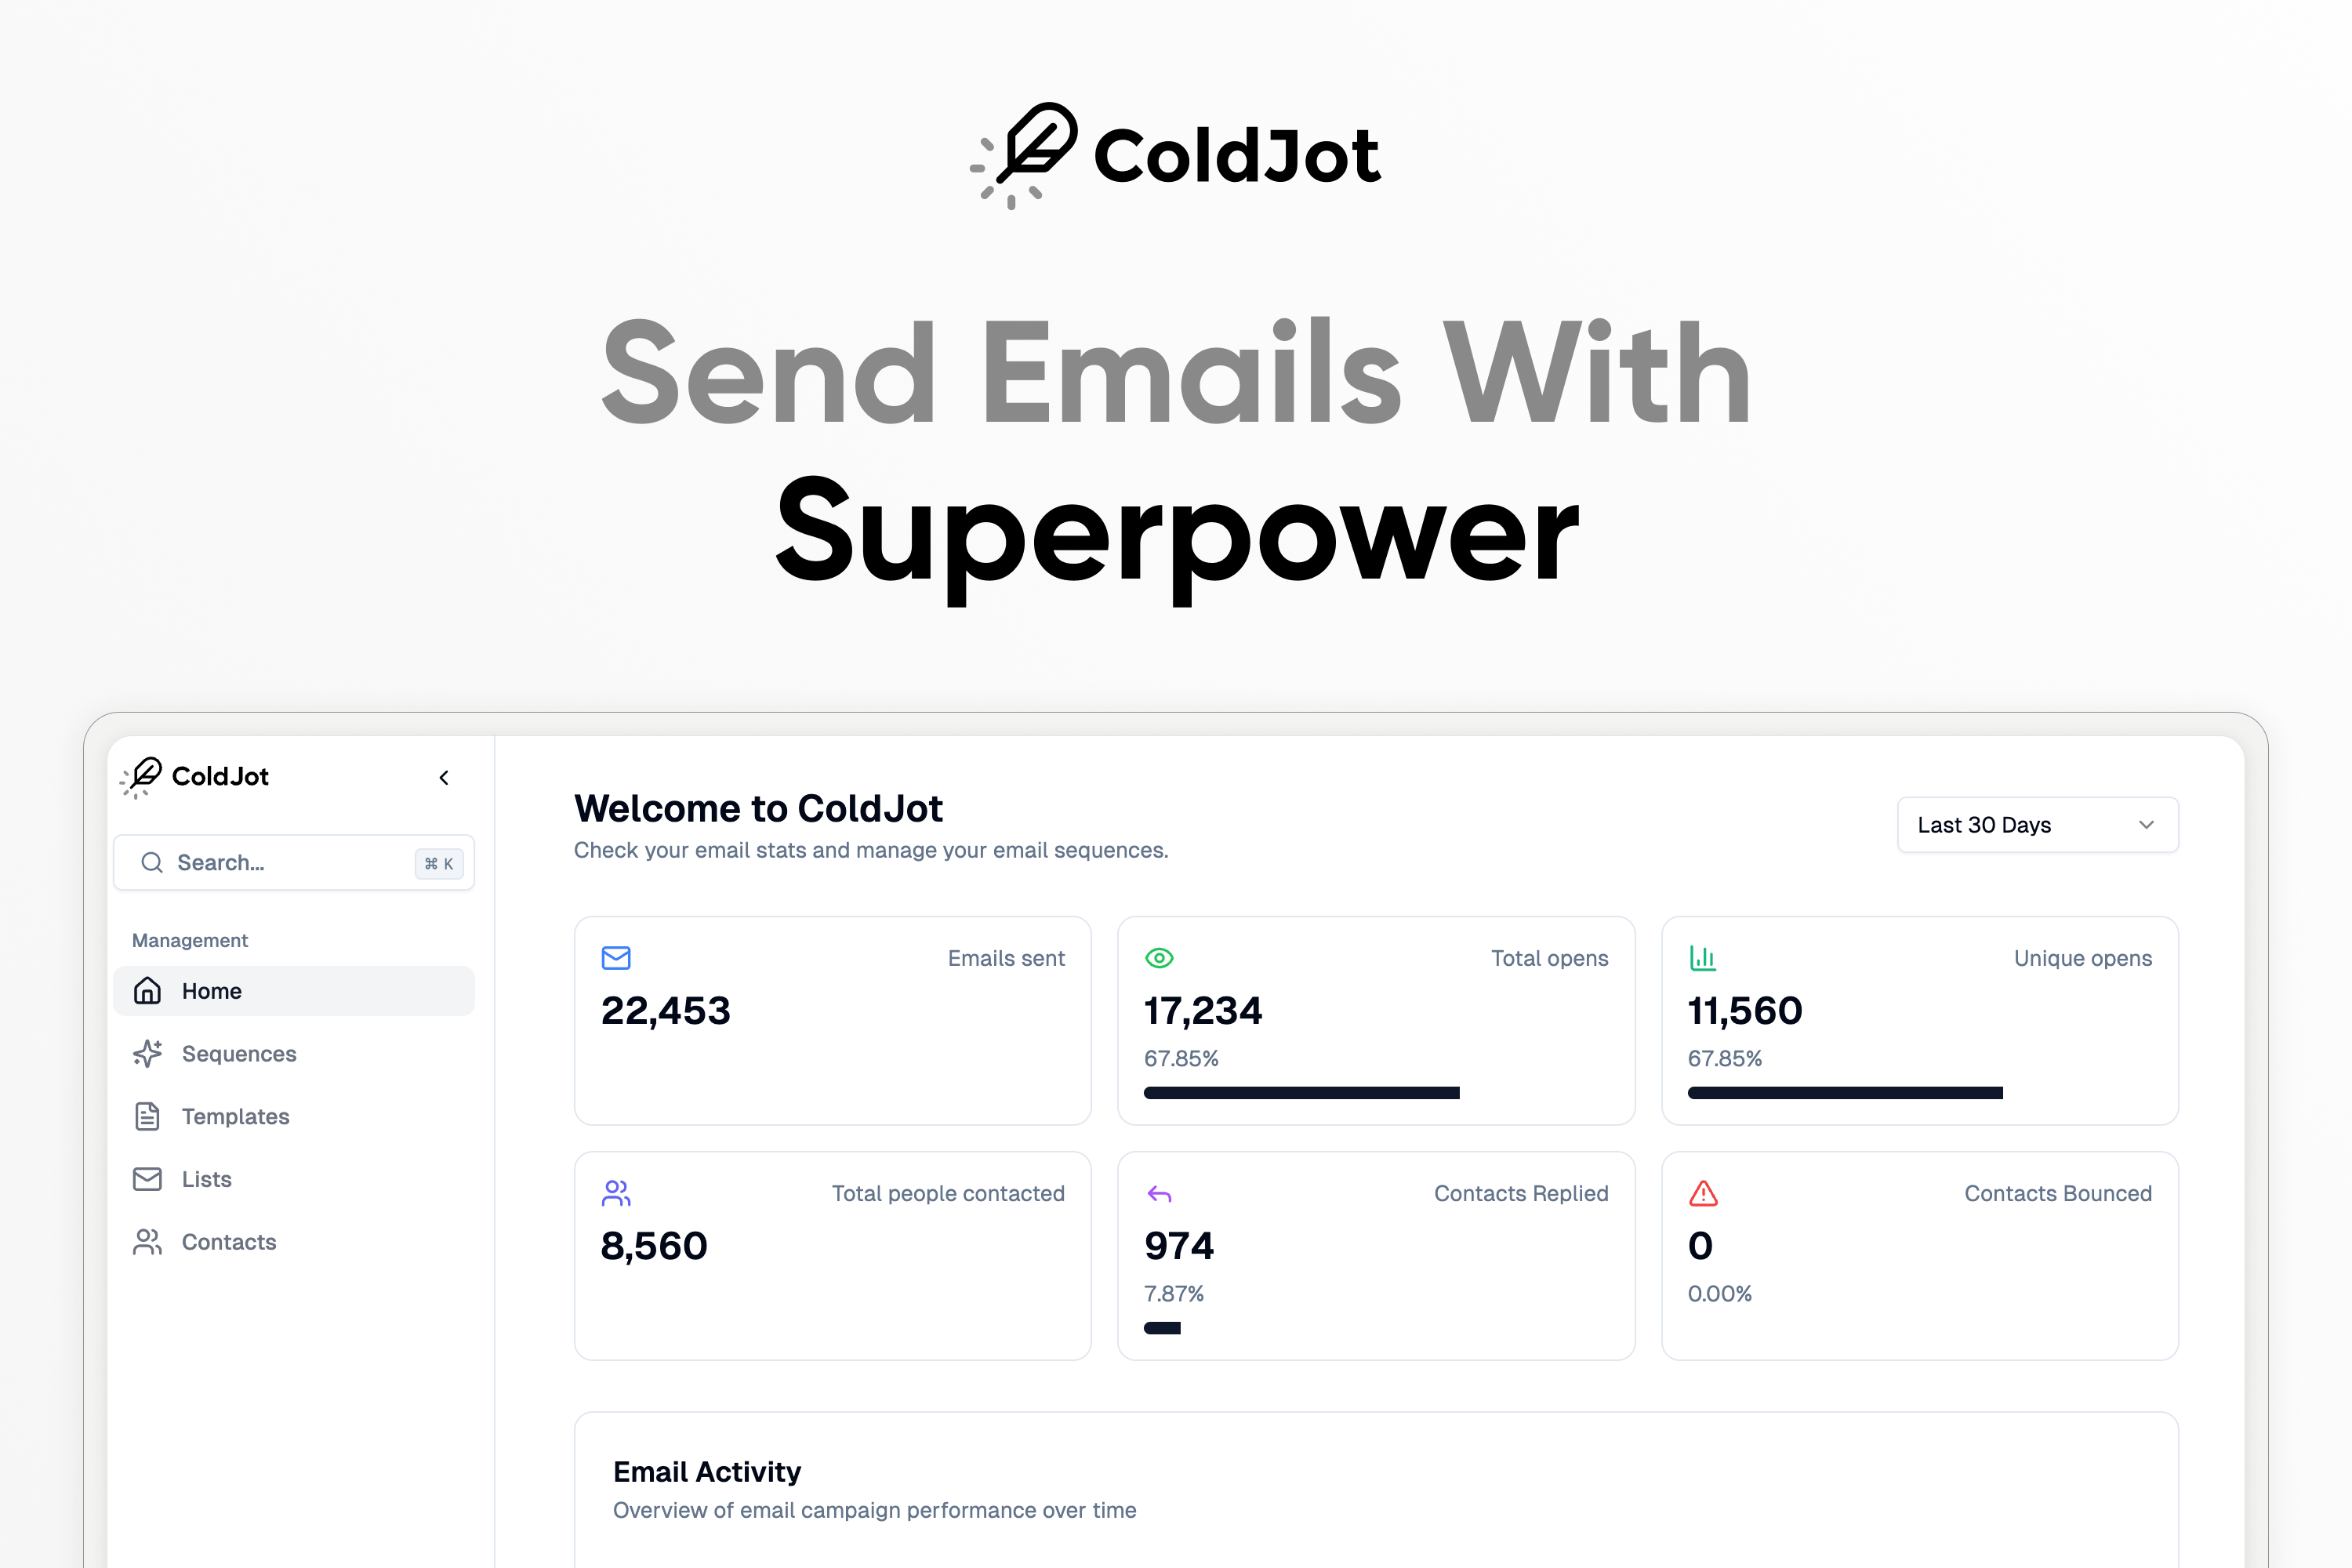 ColdJot
Send Emails With
Superpower
ColdJot
Search...
⌘ K
Management
Home
Sequences
Templates
Lists
Contacts
Welcome to ColdJot
Check your email stats and manage your email sequences.
Last 30 Days
Emails sent
22,453
Total opens
17,234
67.85%
Unique opens
11,560
67.85%
Total people contacted
8,560
Contacts Replied
974
7.87%
Contacts Bounced
0
0.00%
Email Activity
Overview of email campaign performance over time